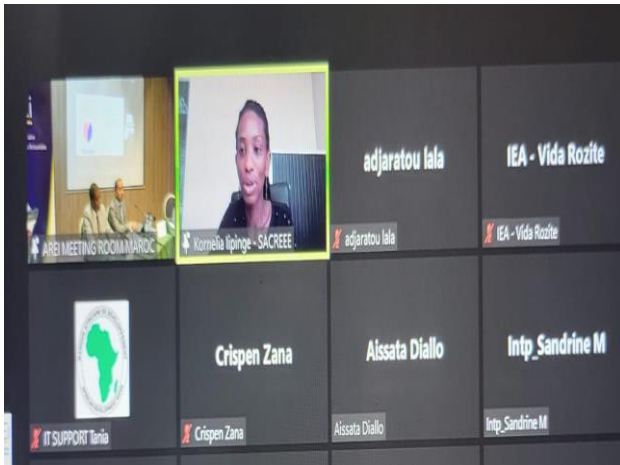 AREI MEETING ROOM MAROC
Kornelia Iipinge - SACREEE
adjaratou lala
adjaratou lala
IEA - Vida Rozite
IEA - Vida Rozite
IT SUPPORT Tania
Crispen Zana
Crispen Zana
Aissata Diallo
Aissata Diallo
Intp_Sandrine M
Intp_Sandrine M